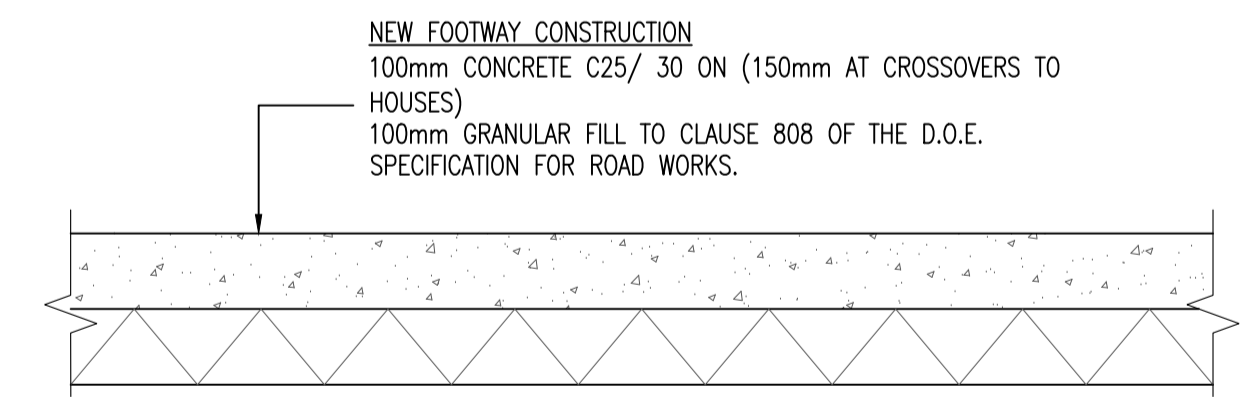 NEW FOOTWAY CONSTRUCTION
100mm CONCRETE C25/ 30 ON (150mm AT CROSSOVERS TO
HOUSES)
100mm GRANULAR FILL TO CLAUSE 808 OF THE D.O.E.
SPECIFICATION FOR ROAD WORKS.